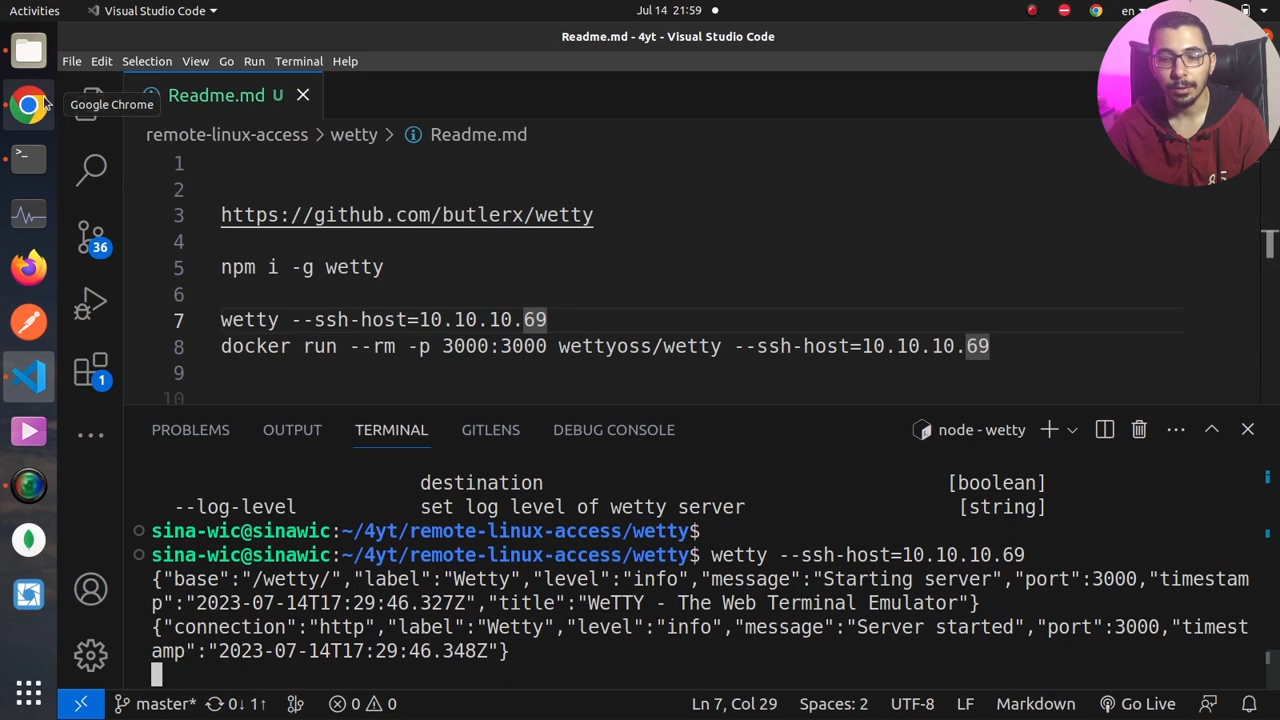 Activities
Visual Studio Code
Jul 14 21:59
en
Readme.md - 4yt - Visual Studio Code
File Edit Selection View Go Run Terminal Help
Readme.md U
Google Chrome
remote-linux-access > wetty > Readme.md
1
2
3 https://github.com/butlerx/wetty
4
5 npm i -g wetty
6
7 wetty --ssh-host=10.10.10.69
8 docker run --rm -p 3000:3000 wettyoss/wetty --ssh-host=10.10.10.69
9
10
36
1
PROBLEMS OUTPUT TERMINAL GITLENS DEBUG CONSOLE
node - wetty
destination [boolean]
--log-level set log level of wetty server [string]
sina-wic@sinawic:~/4yt/remote-linux-access/wetty$
sina-wic@sinawic:~/4yt/remote-linux-access/wetty$ wetty --ssh-host=10.10.10.69
{"base":"/wetty/","label":"Wetty","level":"info","message":"Starting server","port":3000,"timestam
p":"2023-07-14T17:29:46.327Z","title":"WeTTY - The Web Terminal Emulator"}
{"connection":"http","label":"Wetty","level":"info","message":"Server started","port":3000,"timest
amp":"2023-07-14T17:29:46.348Z"}
master* 0↓ 1↑ 0 0 Ln 7, Col 29 Spaces: 2 UTF-8 LF Markdown Go Live